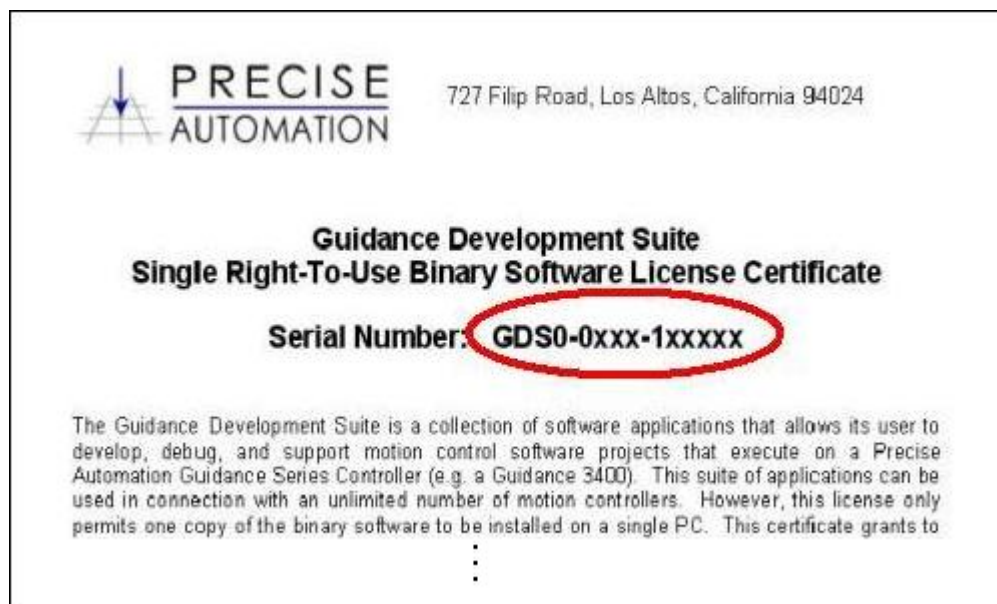 PRECISE
AUTOMATION
727 Filip Road, Los Altos, California 94024
Guidance Development Suite
Single Right-To-Use Binary Software License Certificate
Serial Number: GDS0-0xxx-1xxxxx
The Guidance Development Suite is a collection of software applications that allows its user to
develop, debug, and support motion control software projects that execute on a Precise
Automation Guidance Series Controller (e.g. a Guidance 3400). This suite of applications can be
used in connection with an unlimited number of motion controllers. However, this license only
permits one copy of the binary software to be installed on a single PC. This certificate grants to